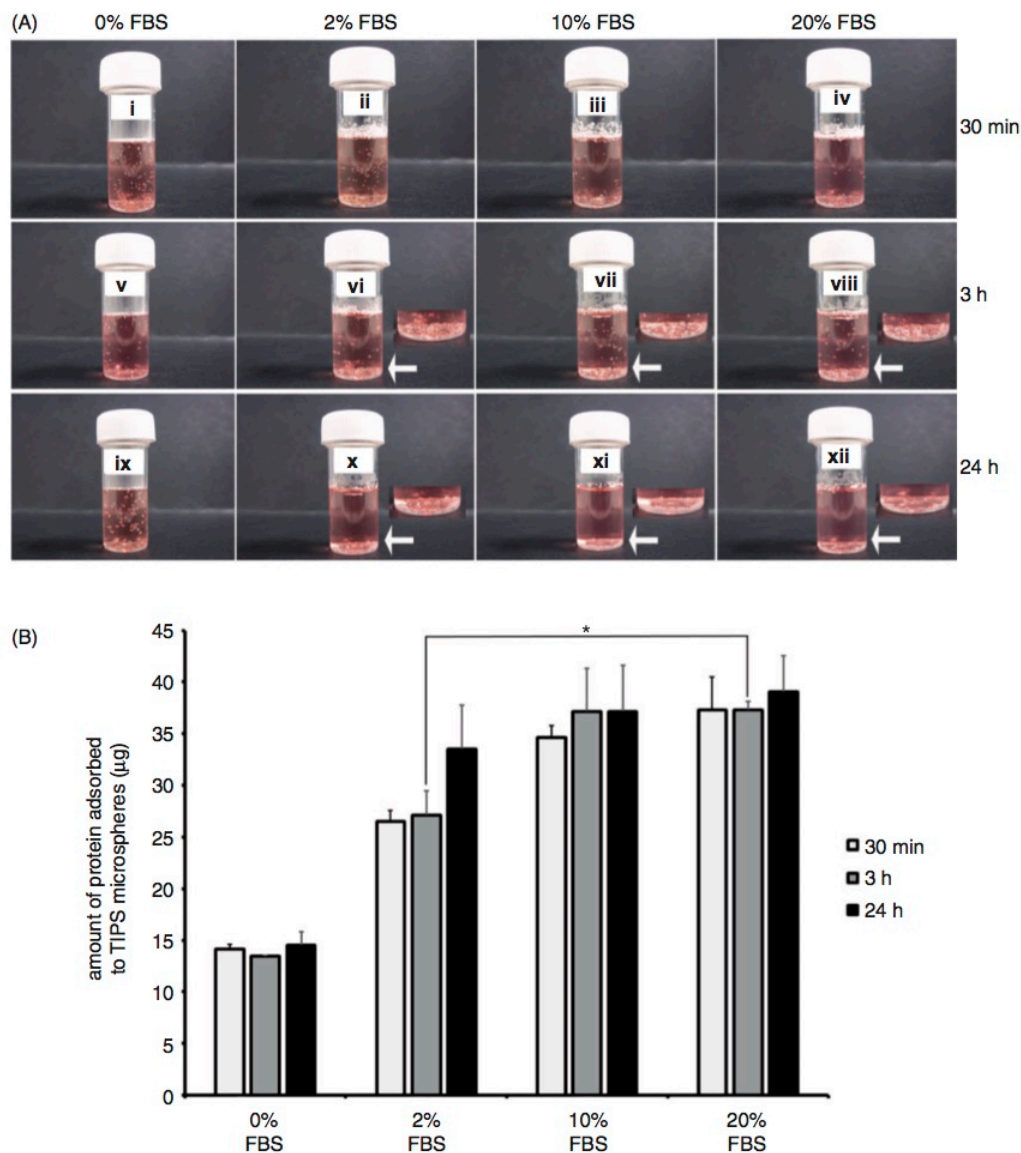 (A) 0% FBS 2% FBS 10% FBS 20% FBS
i ii iii iv 30 min
v vi vii viii 3 h
ix x xi xii 24 h
(B)
45
40
35
30
25
20
15
10
5
0
*
amount of protein adsorbed
to TIPS microspheres (µg)
30 min
3 h
24 h
0% 2% 10% 20%
FBS FBS FBS FBS